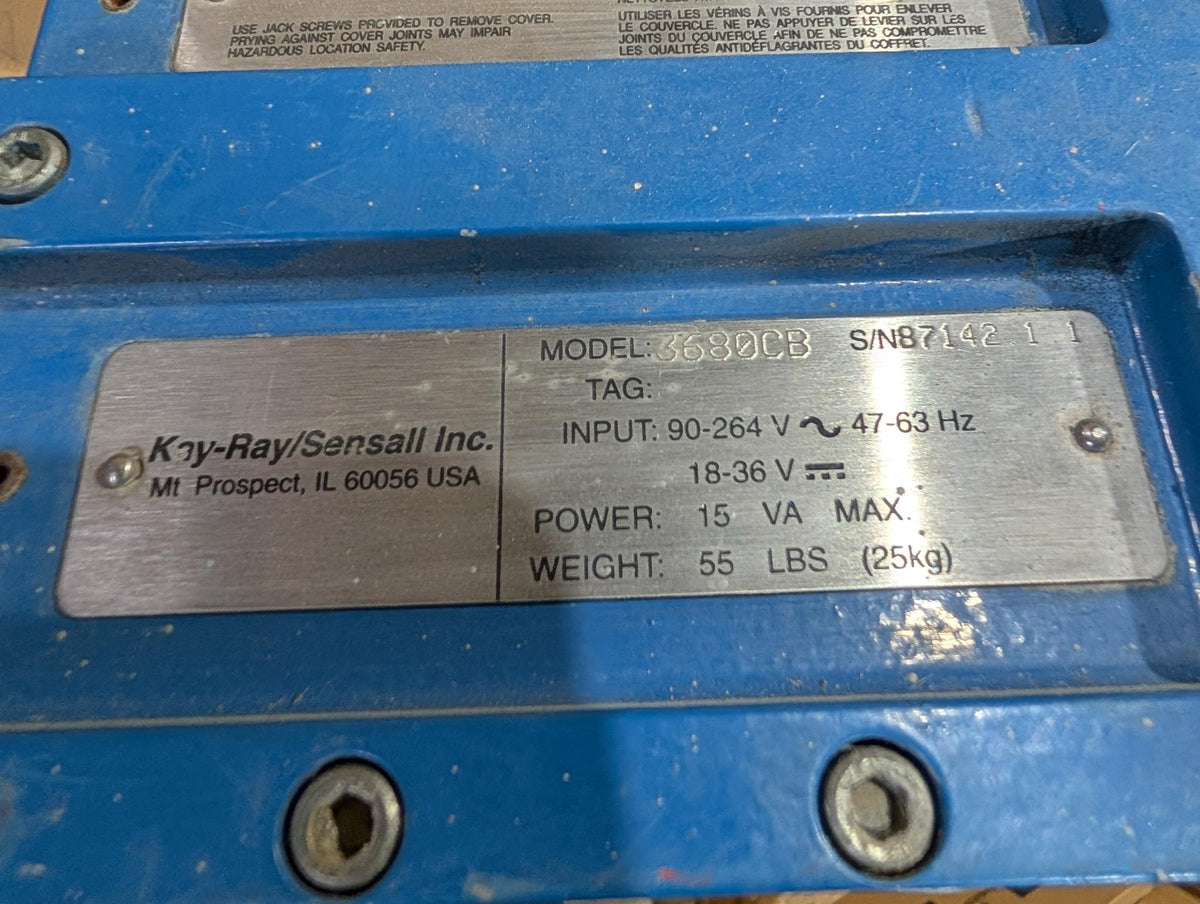 USE JACK SCREWS PROVIDED TO REMOVE COVER.
PRYING AGAINST COVER JOINTS MAY IMPAIR
HAZARDOUS LOCATION SAFETY.
UTILISER LES VÉRINS À VIS FOURNIS POUR ENLEVER
LE COUVERCLE. NE PAS APPUYER DE LEVIER SUR LES
JOINTS DU COUVERCLE AFIN DE NE PAS COMPROMETTRE
LES QUALITÉS ANTIDÉFLAGRANTES DU COFFRET.
Kay-Ray/Sensall Inc.
Mt Prospect, IL 60056 USA
MODEL: 3680CB S/N87142 1 1
TAG:
INPUT: 90-264 V ∿ 47-63 Hz
18-36 V ⎓
POWER: 15 VA MAX.
WEIGHT: 55 LBS (25kg)